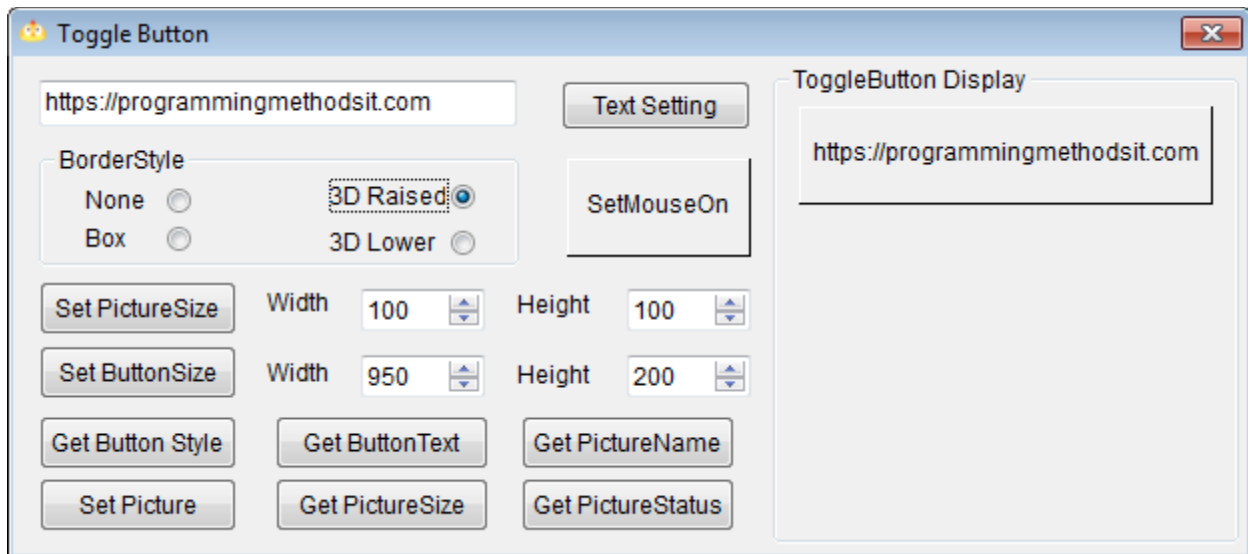 Toggle Button
https://programmingmethodsit.com
Text Setting
BorderStyle
None
3D Raised
Box
3D Lower
SetMouseOn
Set PictureSize
Width
100
Height
100
Set ButtonSize
Width
950
Height
200
Get Button Style
Get ButtonText
Get PictureName
Set Picture
Get PictureSize
Get PictureStatus
ToggleButton Display
https://programmingmethodsit.com